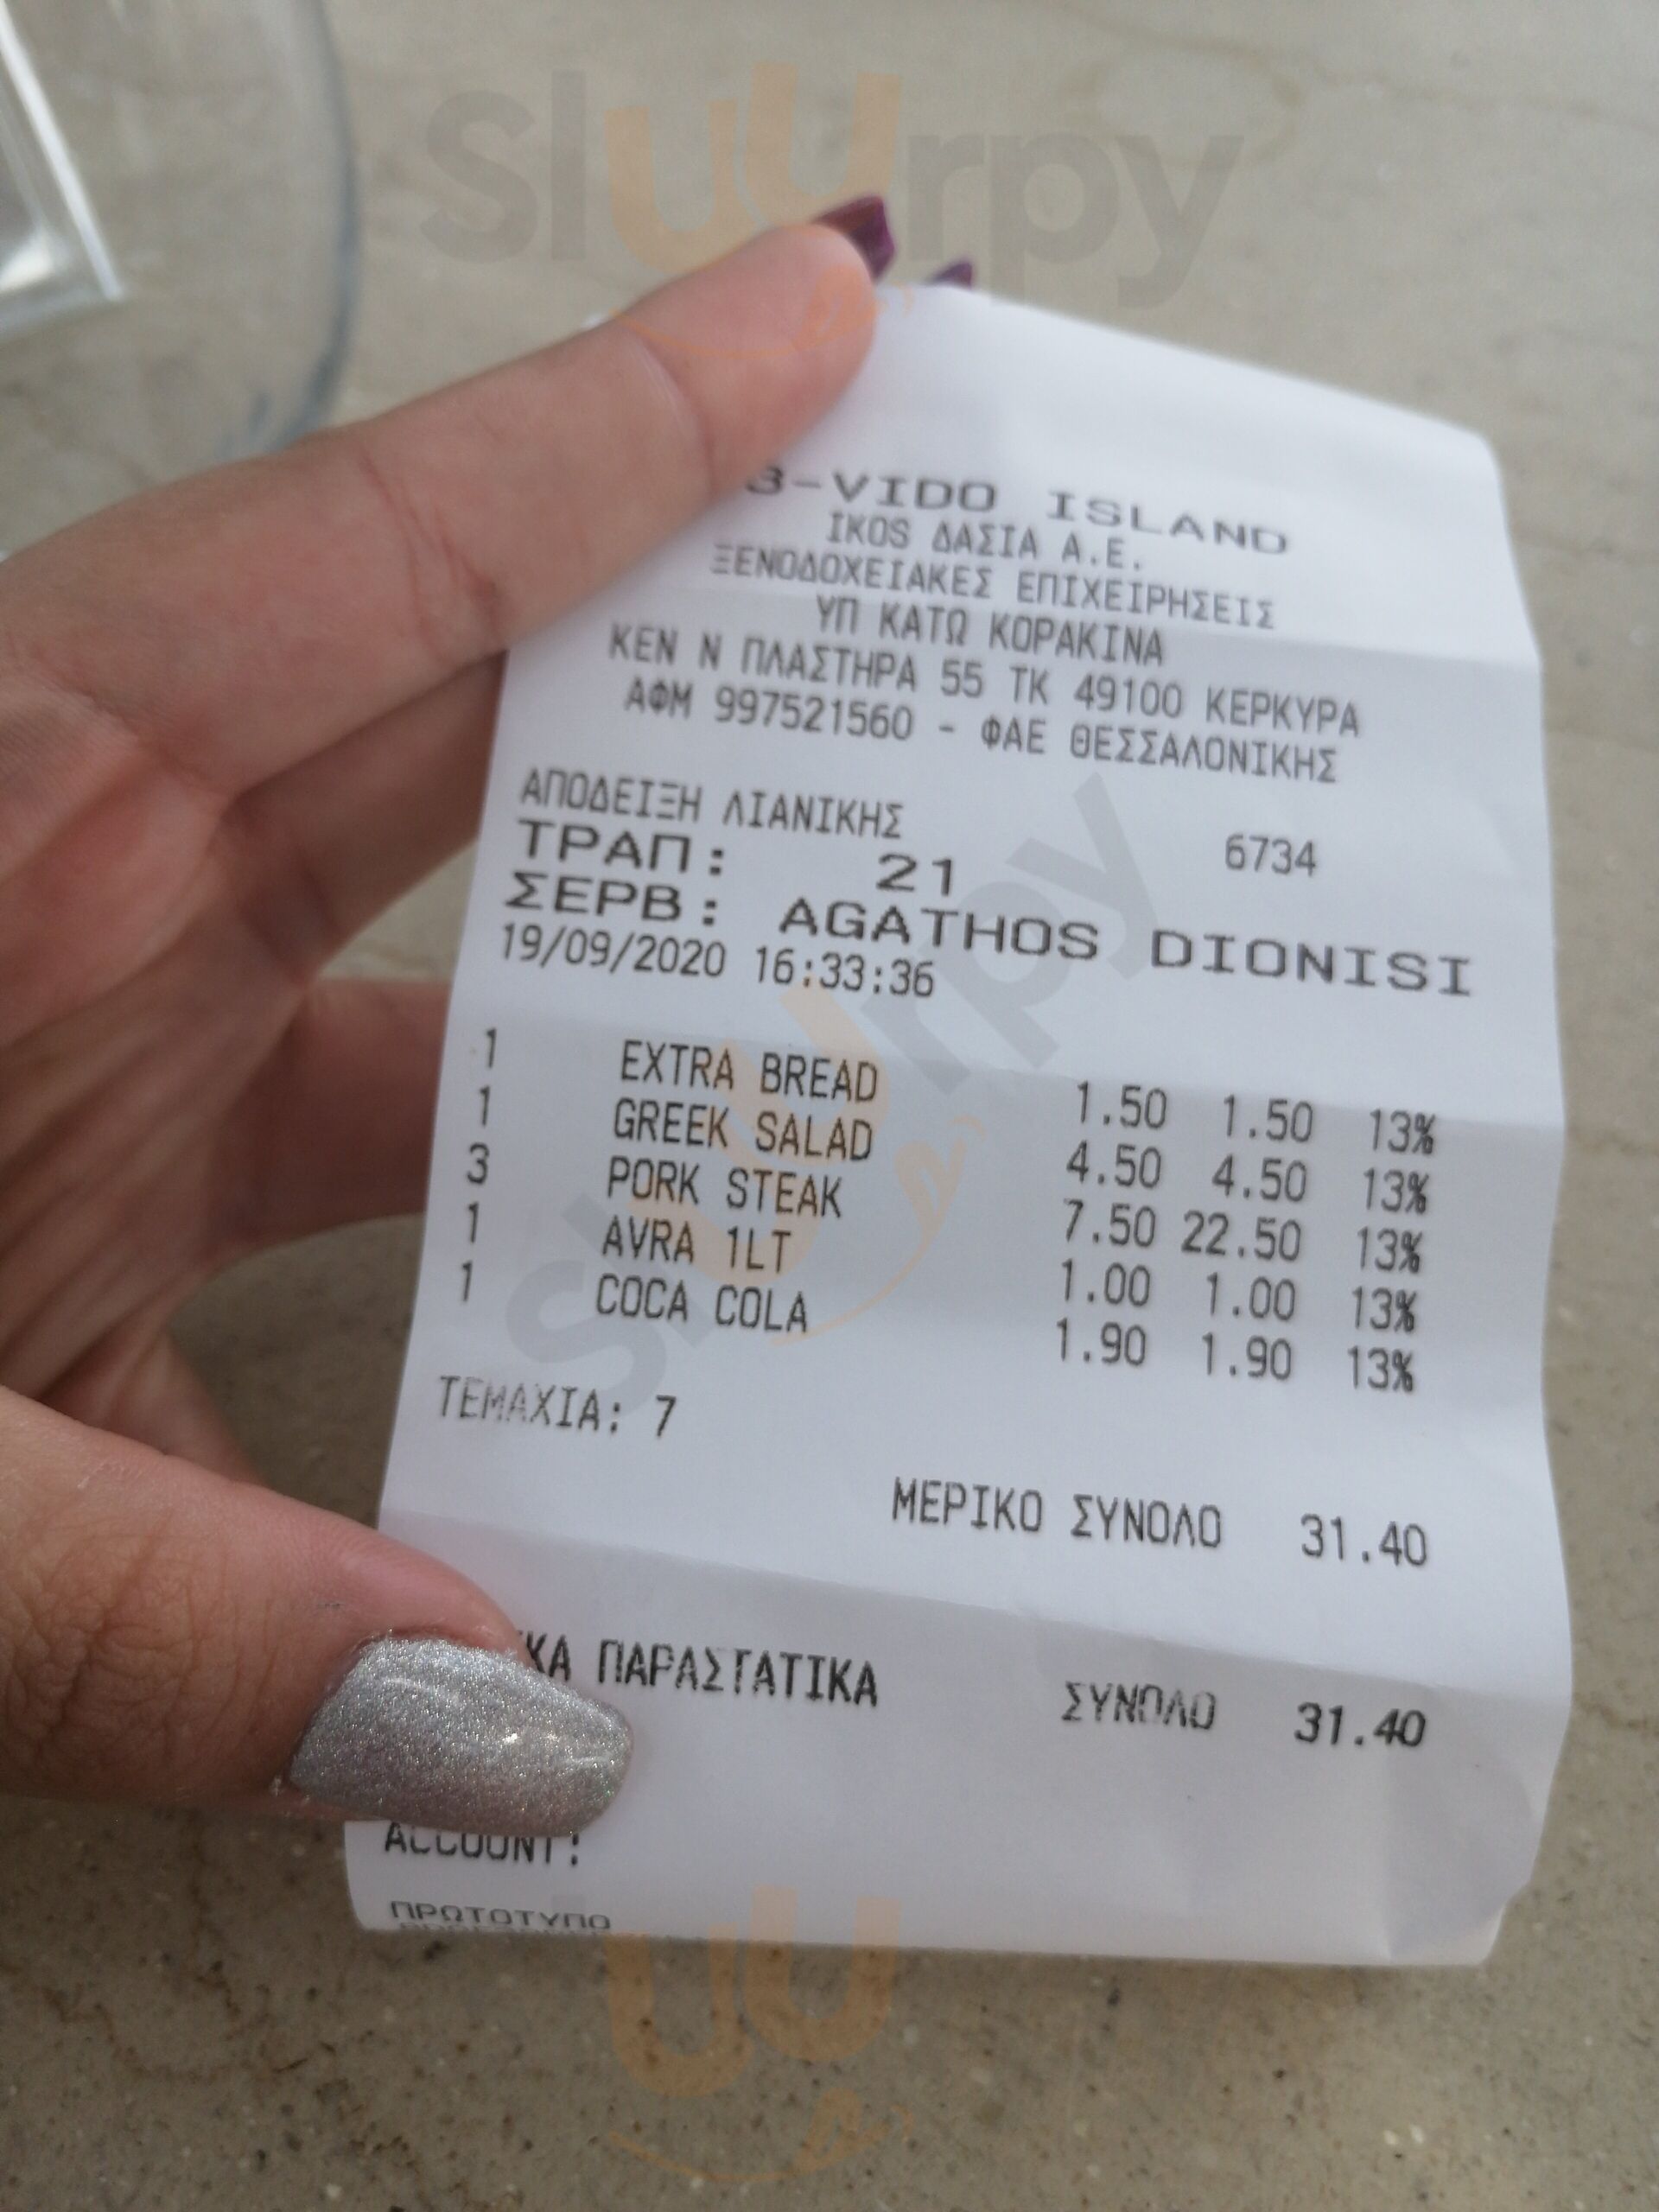 Sluurpy
3-VIDO ISLAND
IKOS ΔΑΣΙΑ Α.Ε.
ΞΕΝΟΔΟΧΕΙΑΚΕΣ ΕΠΙΧΕΙΡΗΣΕΙΣ
ΥΠ ΚΑΤΩ ΚΟΡΑΚΙΝΑ
ΚΕΝ Ν ΠΛΑΣΤΗΡΑ 55 ΤΚ 49100 ΚΕΡΚΥΡΑ
ΑΦΜ 997521560 - ΦΑΕ ΘΕΣΣΑΛΟΝΙΚΗΣ
ΑΠΟΔΕΙΞΗ ΛΙΑΝΙΚΗΣ 6734
ΤΡΑΠ: 21
ΣΕΡΒ: AGATHOS DIONISI
19/09/2020 16:33:36
1 EXTRA BREAD 1.50 1.50 13%
1 GREEK SALAD 4.50 4.50 13%
3 PORK STEAK 7.50 22.50 13%
1 AVRA 1LT 1.00 1.00 13%
1 COCA COLA 1.90 1.90 13%
ΤΕΜΑΧΙΑ: 7
ΜΕΡΙΚΟ ΣΥΝΟΛΟ 31.40
ΠΑΡΑΣΤΑΤΙΚΑ ΣΥΝΟΛΟ 31.40
ACCOUNT:
ΠΡΩΤΟΤΥΠΟ
Sluurpy